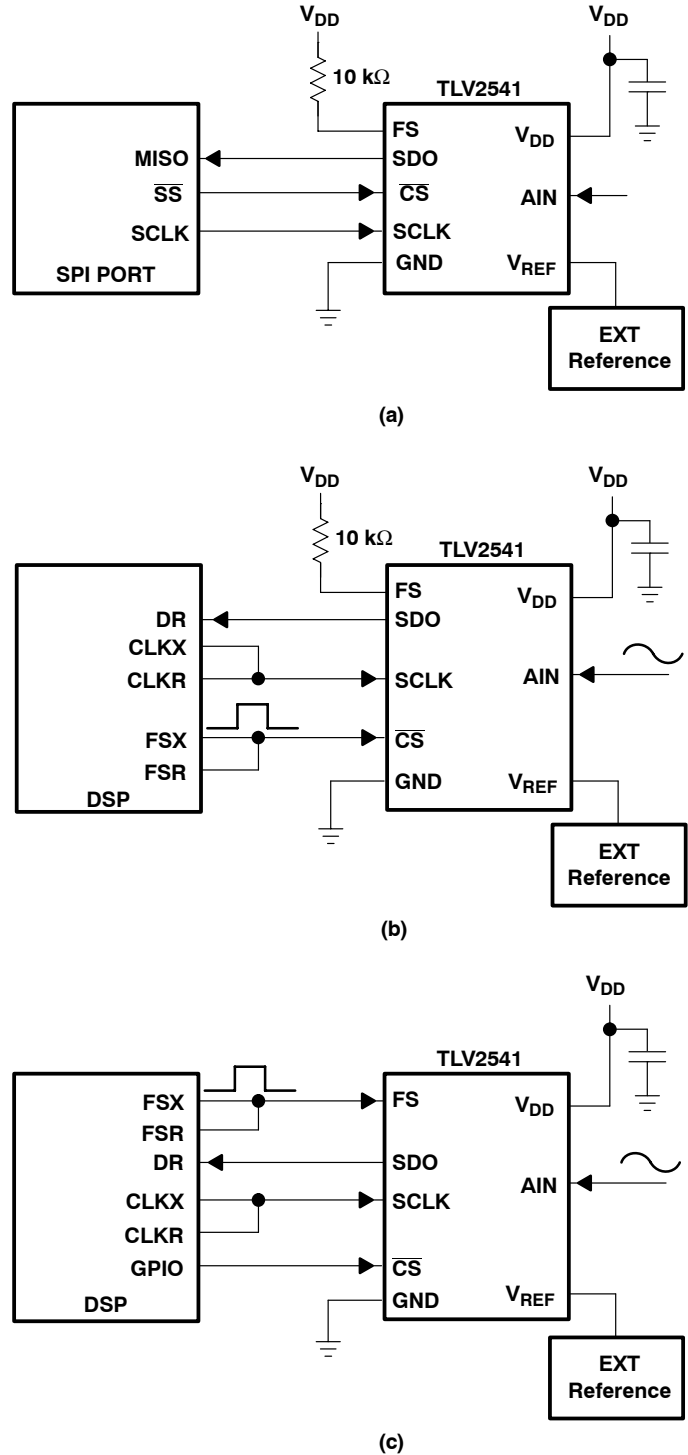 VDD
VDD
10 kΩ
TLV2541
FS
VDD
MISO
SDO
SS
CS
AIN
SCLK
SCLK
GND
VREF
SPI PORT
EXT
Reference
(a)
VDD
VDD
10 kΩ
TLV2541
FS
VDD
DR
SDO
CLKX
CLKR
SCLK
AIN
FSX
CS
FSR
GND
VREF
DSP
EXT
Reference
(b)
VDD
TLV2541
FSX
FS
VDD
FSR
DR
SDO
AIN
CLKX
SCLK
CLKR
GPIO
CS
GND
VREF
DSP
EXT
Reference
(c)